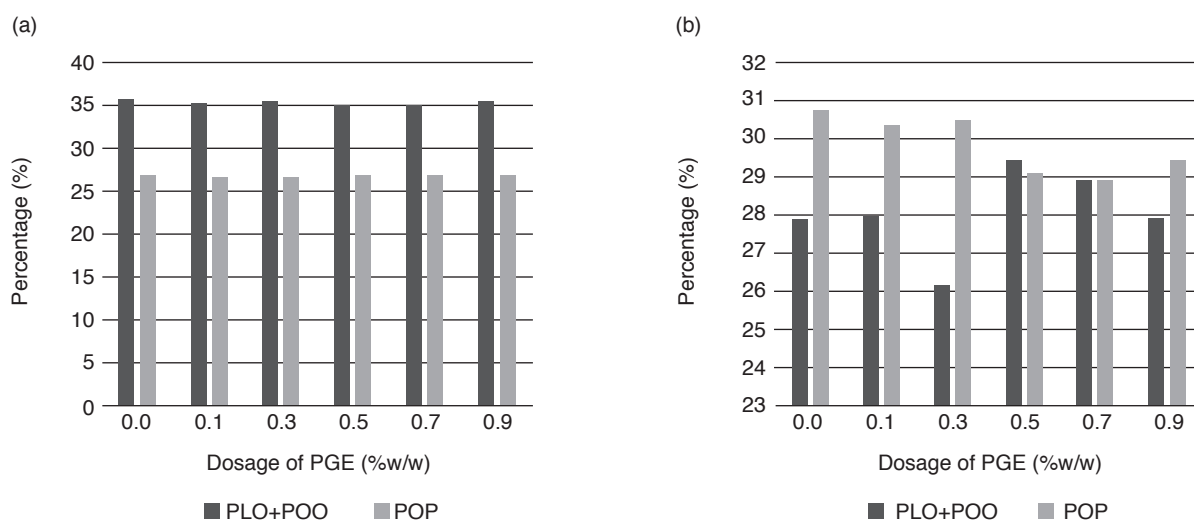 (a)
40
35
30
25
20
15
10
5
0
Percentage (%)
0.0 0.1 0.3 0.5 0.7 0.9
Dosage of PGE (%w/w)
PLO+POO POP
(b)
32
31
30
29
28
27
26
25
24
23
Percentage (%)
0.0 0.1 0.3 0.5 0.7 0.9
Dosage of PGE (%w/w)
PLO+POO POP